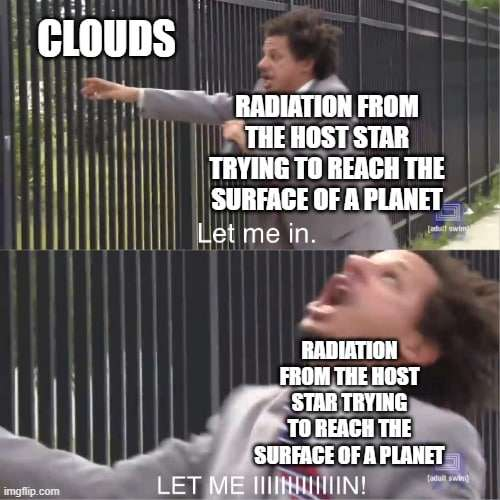 CLOUDS
RADIATION FROM
THE HOST STAR
TRYING TO REACH THE
SURFACE OF A PLANET
Let me in.
[adult swim]
RADIATION
FROM THE HOST
STAR TRYING
TO REACH THE
SURFACE OF A PLANET
[adult swim]
LET ME IIIIIIIIIIIIIN!
imgflip.com